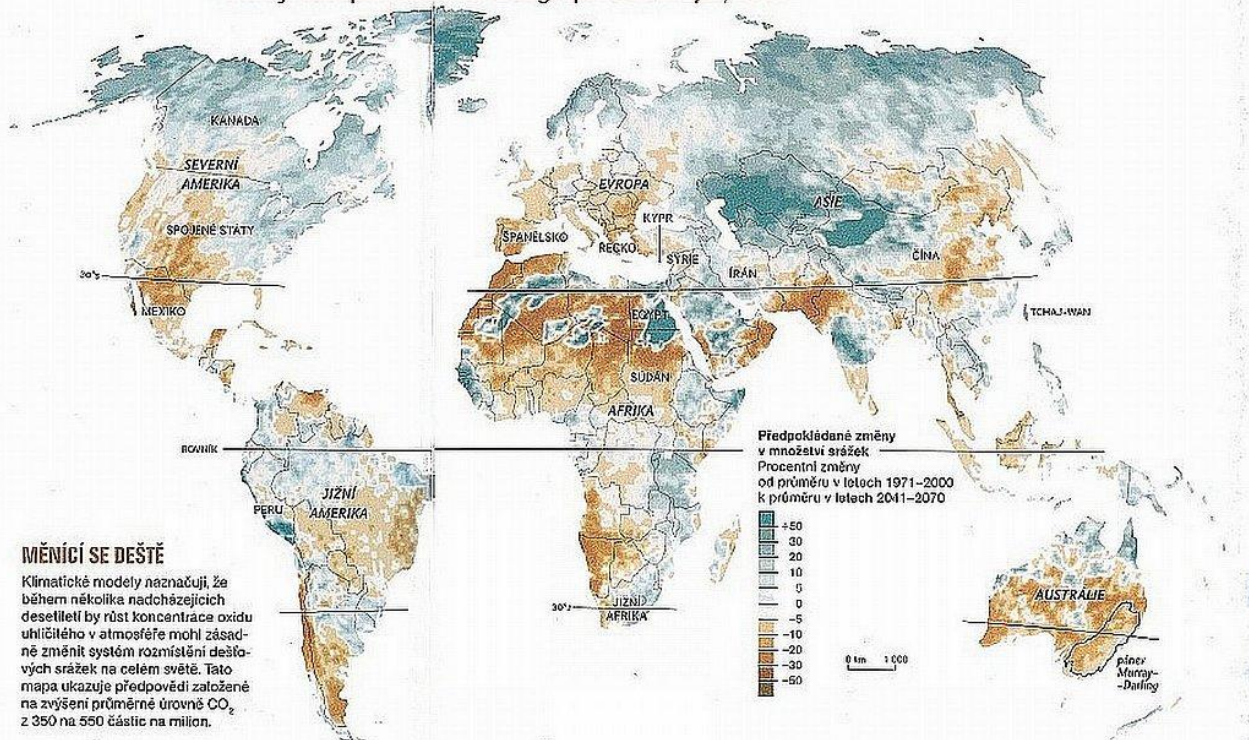 KANADA
SEVERNÍ
AMERIKA
SPOJENÉ STÁTY
30°s
MEXIKO
EVROPA
ASIE
KYPR
ŠPANĚLSKO
ŘECKO
SÝRIE
ÍRÁN
ČÍNA
EGYPT
TCHAJ-WAN
SÚDÁN
AFRIKA
ROVNÍK
JIŽNÍ
AMERIKA
PERU
Předpokládané změny
v množství srážek
Procentní změny
od průměru v letech 1971–2000
k průměru v letech 2041–2070
+50
30
20
10
5
0
–5
–10
–20
–30
–50
30°J
JIŽNÍ
AFRIKA
AUSTRÁLIE
0 km 1 000
pánev
Murray–
–Darling
MĚNÍCÍ SE DEŠTĚ
Klimatické modely naznačují, že
během několika nadcházejících
desetiletí by růst koncentrace oxidu
uhličitého v atmosféře mohl zásad-
ně změnit systém rozmístění dešťo-
vých srážek na celém světě. Tato
mapa ukazuje předpovědi založené
na zvýšení průměrné úrovně CO₂
z 350 na 550 částic na milion.